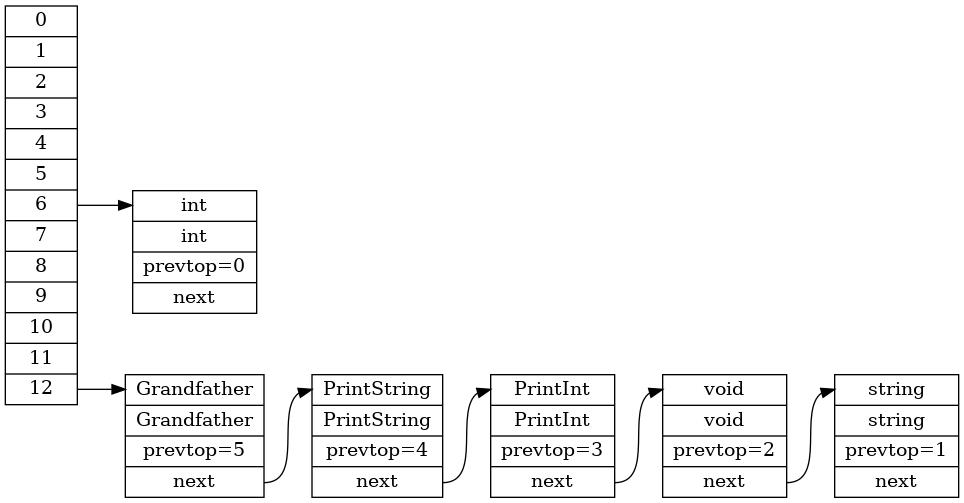 0
1
2
3
4
5
6
7
8
9
10
11
12
int
int
prevtop=0
next
Grandfather
Grandfather
prevtop=5
next
PrintString
PrintString
prevtop=4
next
PrintInt
PrintInt
prevtop=3
next
void
void
prevtop=2
next
string
string
prevtop=1
next